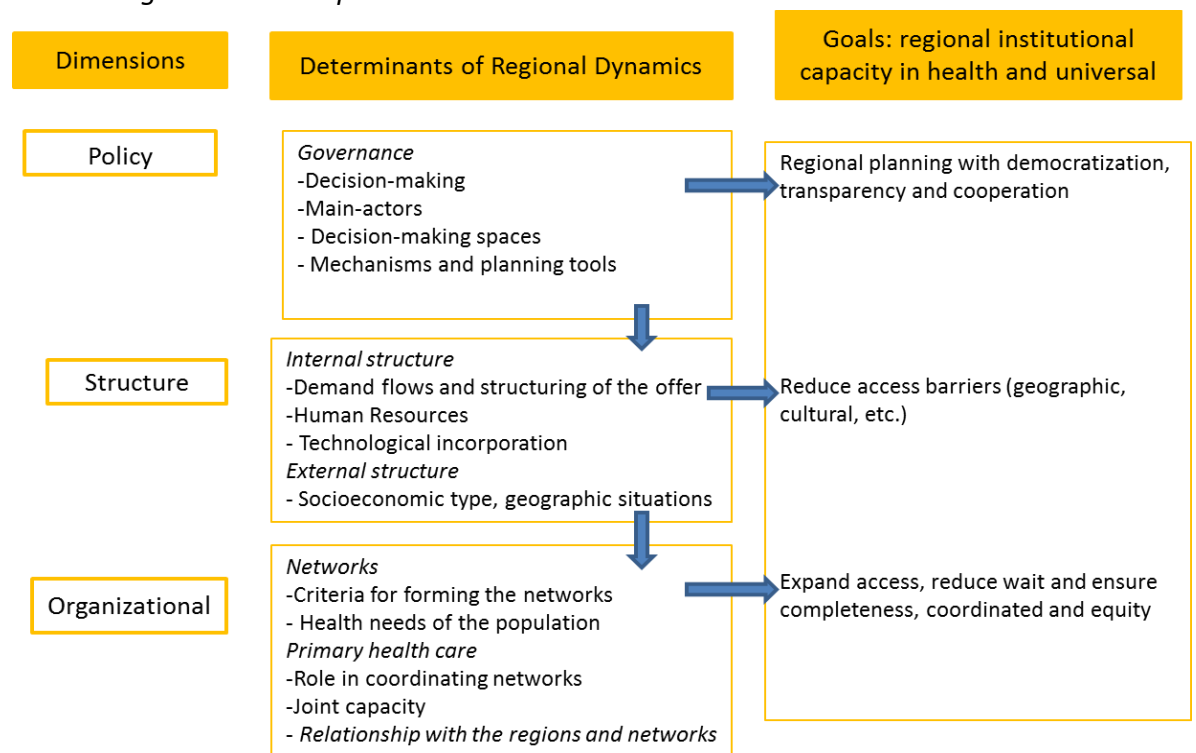 Dimensions
Determinants of Regional Dynamics
Goals: regional institutional
capacity in health and universal
Policy
Governance
-Decision-making
-Main-actors
- Decision-making spaces
- Mechanisms and planning tools
Regional planning with democratization,
transparency and cooperation
Structure
Internal structure
-Demand flows and structuring of the offer
-Human Resources
- Technological incorporation
External structure
- Socioeconomic type, geographic situations
Reduce access barriers (geographic,
cultural, etc.)
Organizational
Networks
-Criteria for forming the networks
- Health needs of the population
Primary health care
-Role in coordinating networks
-Joint capacity
- Relationship with the regions and networks
Expand access, reduce wait and ensure
completeness, coordinated and equity